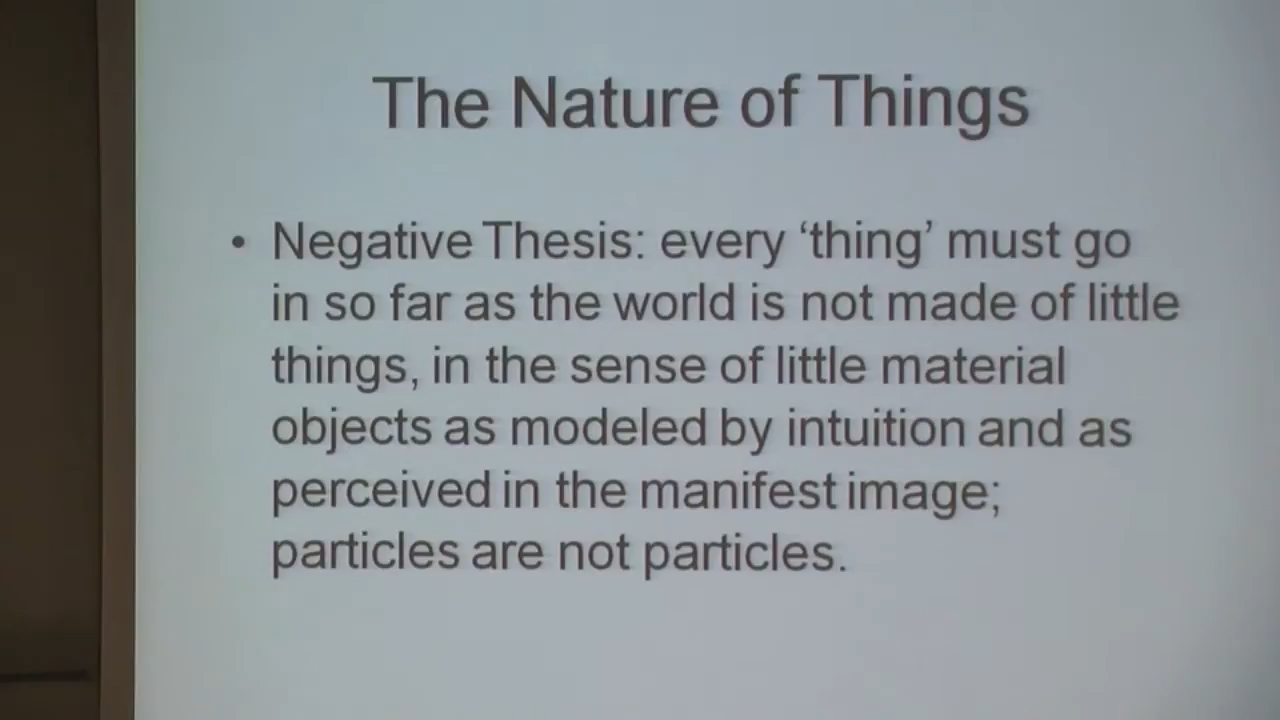 The Nature of Things
• Negative Thesis: every ‘thing’ must go
in so far as the world is not made of little
things, in the sense of little material
objects as modeled by intuition and as
perceived in the manifest image;
particles are not particles.